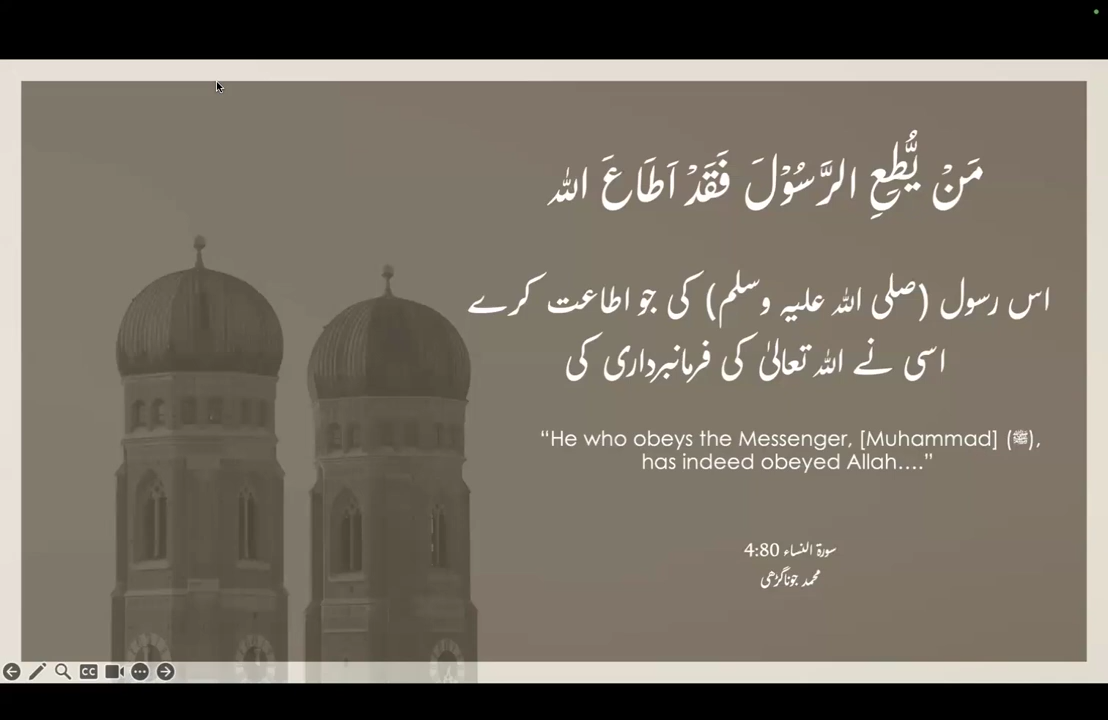 مَنْ يُّطِعِ الرَّسُوْلَ فَقَدْ اَطَاعَ اللّٰه
اس رسول (صلی اللہ علیہ وسلم) کی جو اطاعت کرے
اسی نے اللہ تعالیٰ کی فرمانبرداری کی
“He who obeys the Messenger, [Muhammad] (ﷺ),
has indeed obeyed Allah....”
سورة النساء 4:80
محمد جوناگڑھی
CC